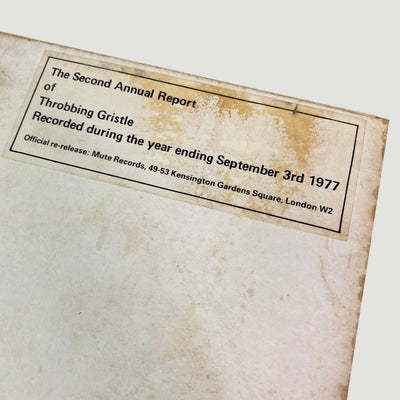 The Second Annual Report
of
Throbbing Gristle
Recorded during the year ending September 3rd 1977
Official re-release: Mute Records, 49-53 Kensington Gardens Square, London W2